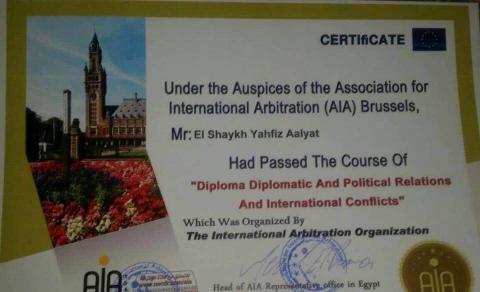 CERTIfiCATE
Under the Auspices of the Association for
International Arbitration (AIA) Brussels,
Mr: El Shaykh Yahfiz Aalyat
Had Passed The Course Of
"Diploma Diplomatic And Political Relations
And International Conflicts"
Which Was Organized By
The International Arbitration Organization
Head of AIA Representative office in Egypt
AIA
AIA